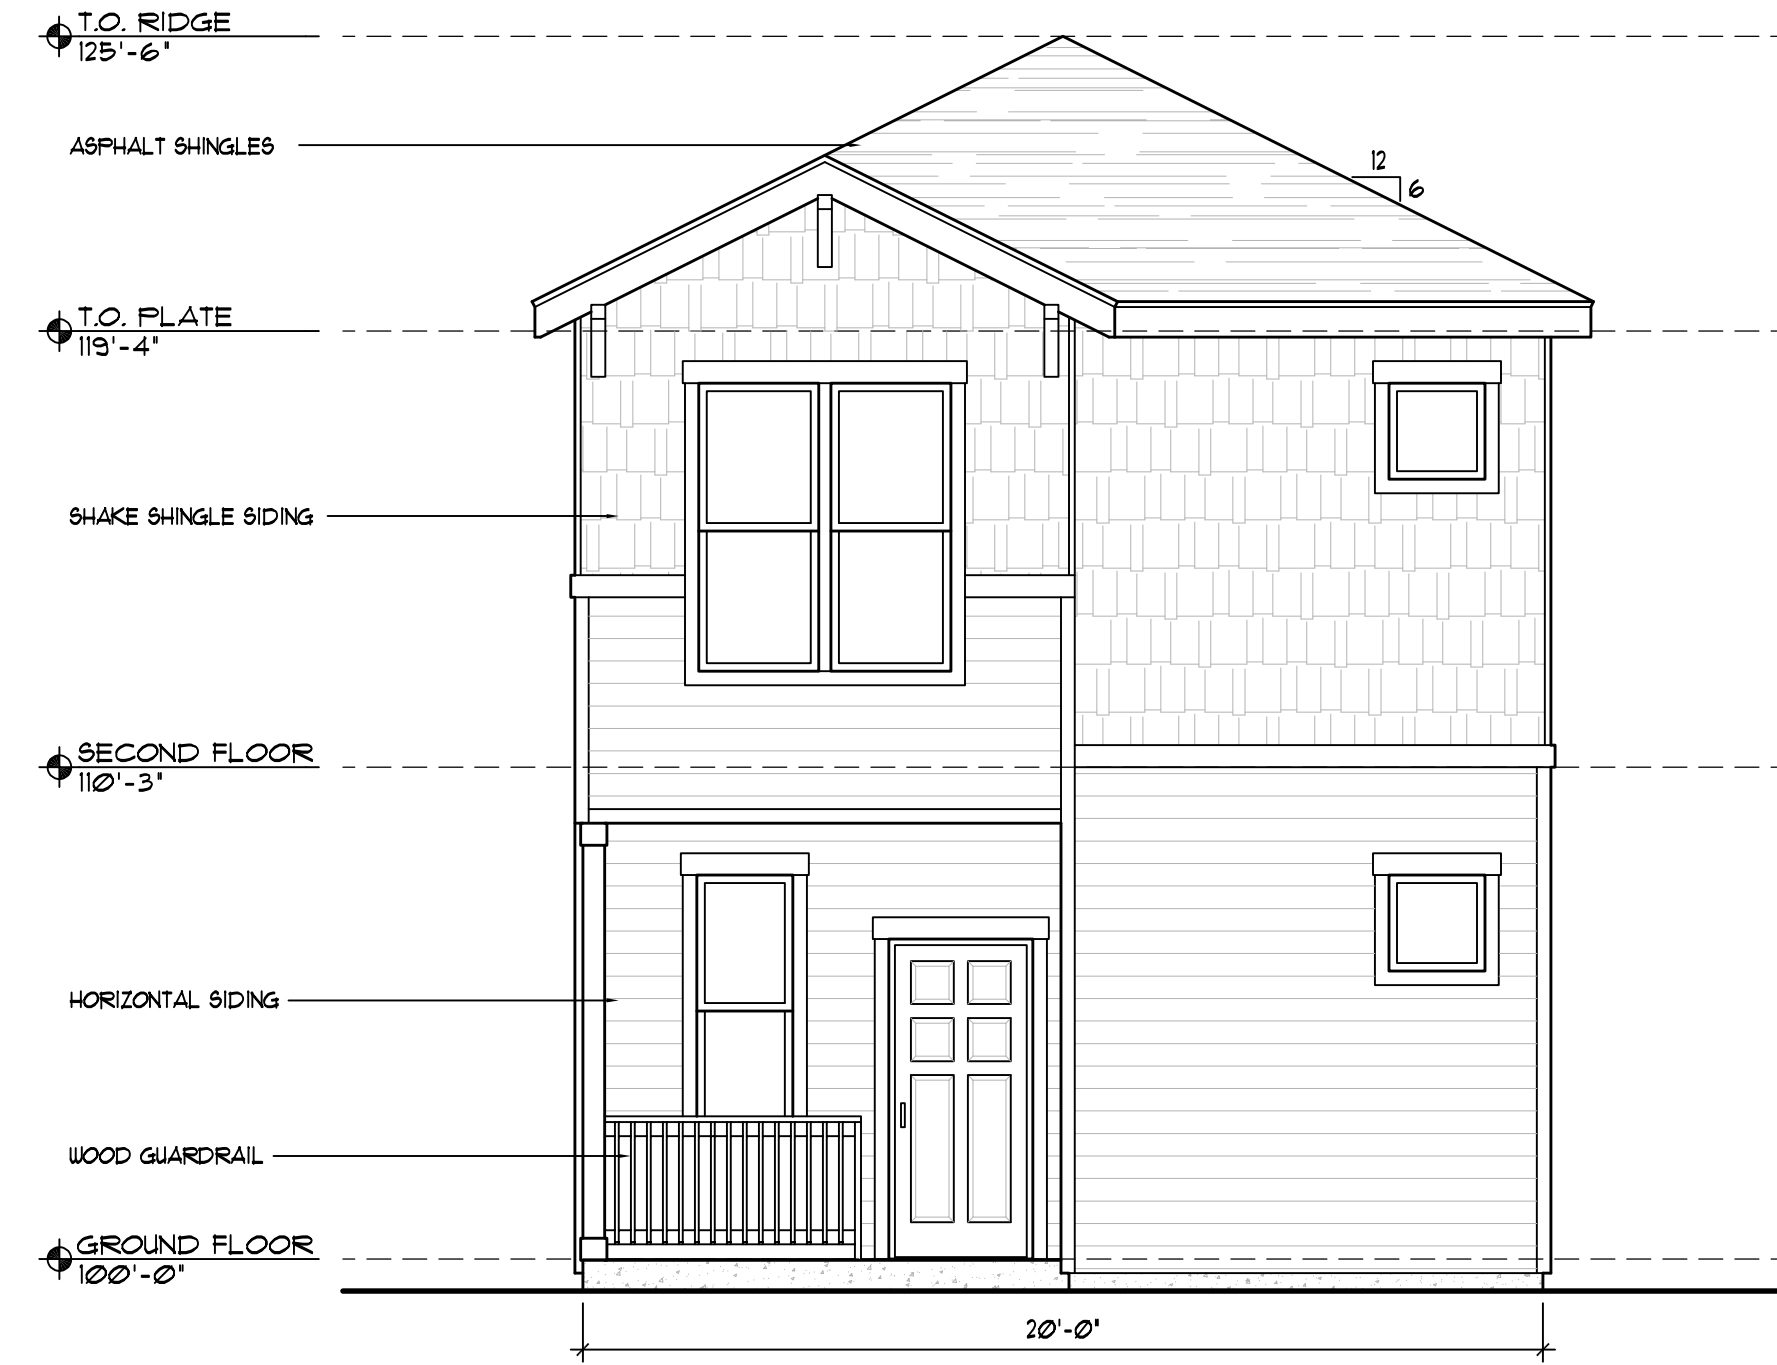 T.O. RIDGE
125'-6"
ASPHALT SHINGLES
12
6
T.O. PLATE
119'-4"
SHAKE SHINGLE SIDING
SECOND FLOOR
110'-3"
HORIZONTAL SIDING
WOOD GUARDRAIL
GROUND FLOOR
100'-0"
20'-0"